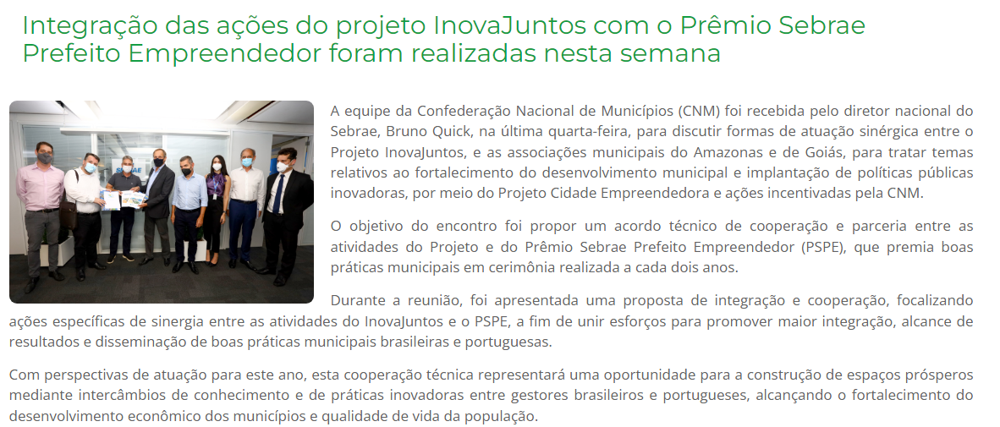 Integração das ações do projeto InovaJuntos com o Prêmio Sebrae
Prefeito Empreendedor foram realizadas nesta semana
A equipe da Confederação Nacional de Municípios (CNM) foi recebida pelo diretor nacional do
Sebrae, Bruno Quick, na última quarta-feira, para discutir formas de atuação sinérgica entre o
Projeto InovaJuntos, e as associações municipais do Amazonas e de Goiás, para tratar temas
relativos ao fortalecimento do desenvolvimento municipal e implantação de políticas públicas
inovadoras, por meio do Projeto Cidade Empreendedora e ações incentivadas pela CNM.
O objetivo do encontro foi propor um acordo técnico de cooperação e parceria entre as
atividades do Projeto e do Prêmio Sebrae Prefeito Empreendedor (PSPE), que premia boas
práticas municipais em cerimônia realizada a cada dois anos.
Durante a reunião, foi apresentada uma proposta de integração e cooperação, focalizando
ações específicas de sinergia entre as atividades do InovaJuntos e o PSPE, a fim de unir esforços para promover maior integração, alcance de
resultados e disseminação de boas práticas municipais brasileiras e portuguesas.
Com perspectivas de atuação para este ano, esta cooperação técnica representará uma oportunidade para a construção de espaços prósperos
mediante intercâmbios de conhecimento e de práticas inovadoras entre gestores brasileiros e portugueses, alcançando o fortalecimento do
desenvolvimento econômico dos municípios e qualidade de vida da população.